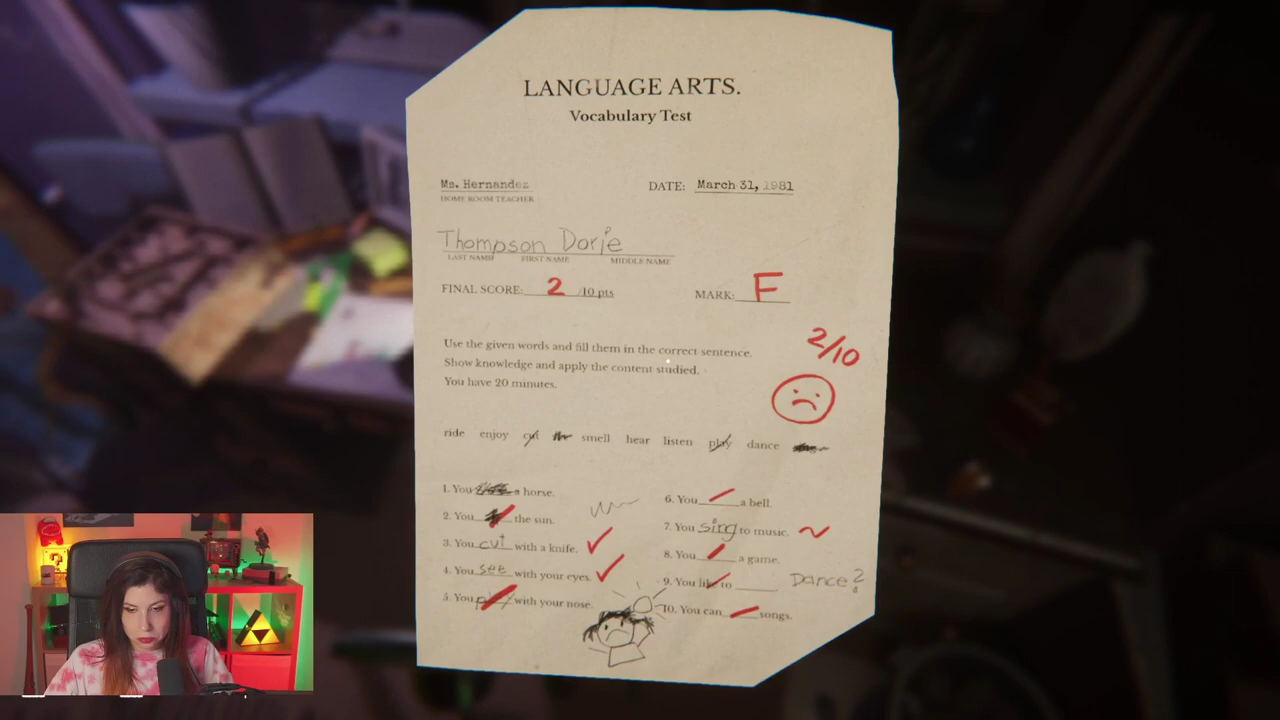 LANGUAGE ARTS.
Vocabulary Test
Ms. Hernandez
HOME ROOM TEACHER
DATE: March 31, 1981
Thompson Dorie
LAST NAME FIRST NAME MIDDLE NAME
FINAL SCORE: 2 /10 pts
MARK: F
2/10
Use the given words and fill them in the correct sentence.
Show knowledge and apply the content studied.
You have 20 minutes.
ride enjoy cut smell hear listen play dance
1. You a horse.
2. You the sun.
3. You cut with a knife.
4. You see with your eyes.
5. You play with your nose.
6. You a bell.
7. You sing to music.
8. You a game.
9. You like to Dance?
10. You can songs.